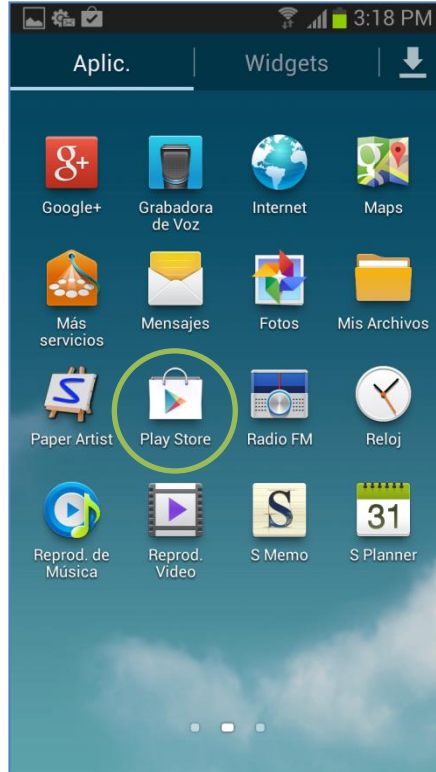 3:18 PM
Aplic.
Widgets
g+
Google+
Grabadora
de Voz
Internet
Maps
Más
servicios
Mensajes
Fotos
Mis Archivos
S
Paper Artist
Play Store
Radio FM
Reloj
S
31
Reprod. de
Música
Reprod.
Video
S Memo
S Planner